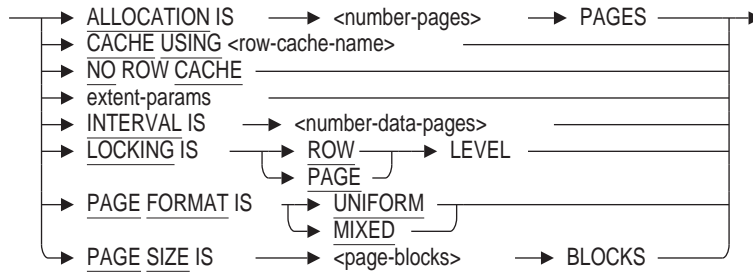 ALLOCATION IS <number-pages> PAGES
CACHE USING <row-cache-name>
NO ROW CACHE
extent-params
INTERVAL IS <number-data-pages>
LOCKING IS ROW LEVEL
PAGE
PAGE FORMAT IS UNIFORM
MIXED
PAGE SIZE IS <page-blocks> BLOCKS